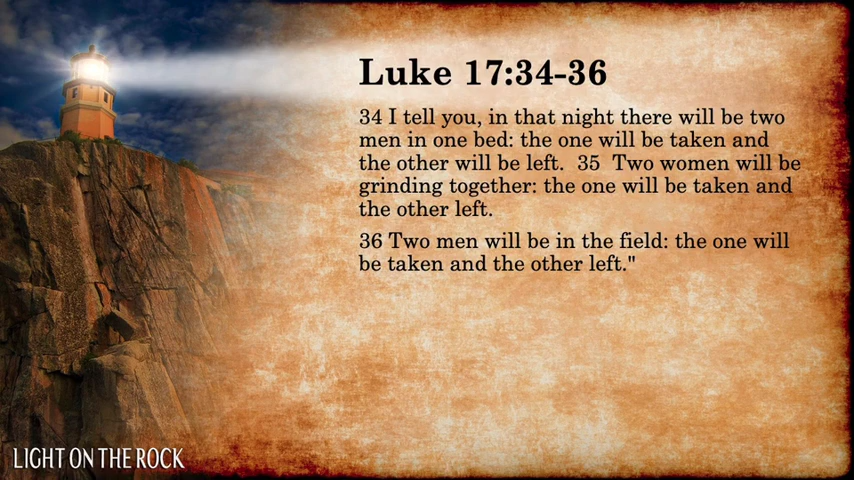 Luke 17:34-36
34 I tell you, in that night there will be two
men in one bed: the one will be taken and
the other will be left.  35  Two women will be
grinding together: the one will be taken and
the other left.
36 Two men will be in the field: the one will
be taken and the other left."
LIGHT ON THE ROCK